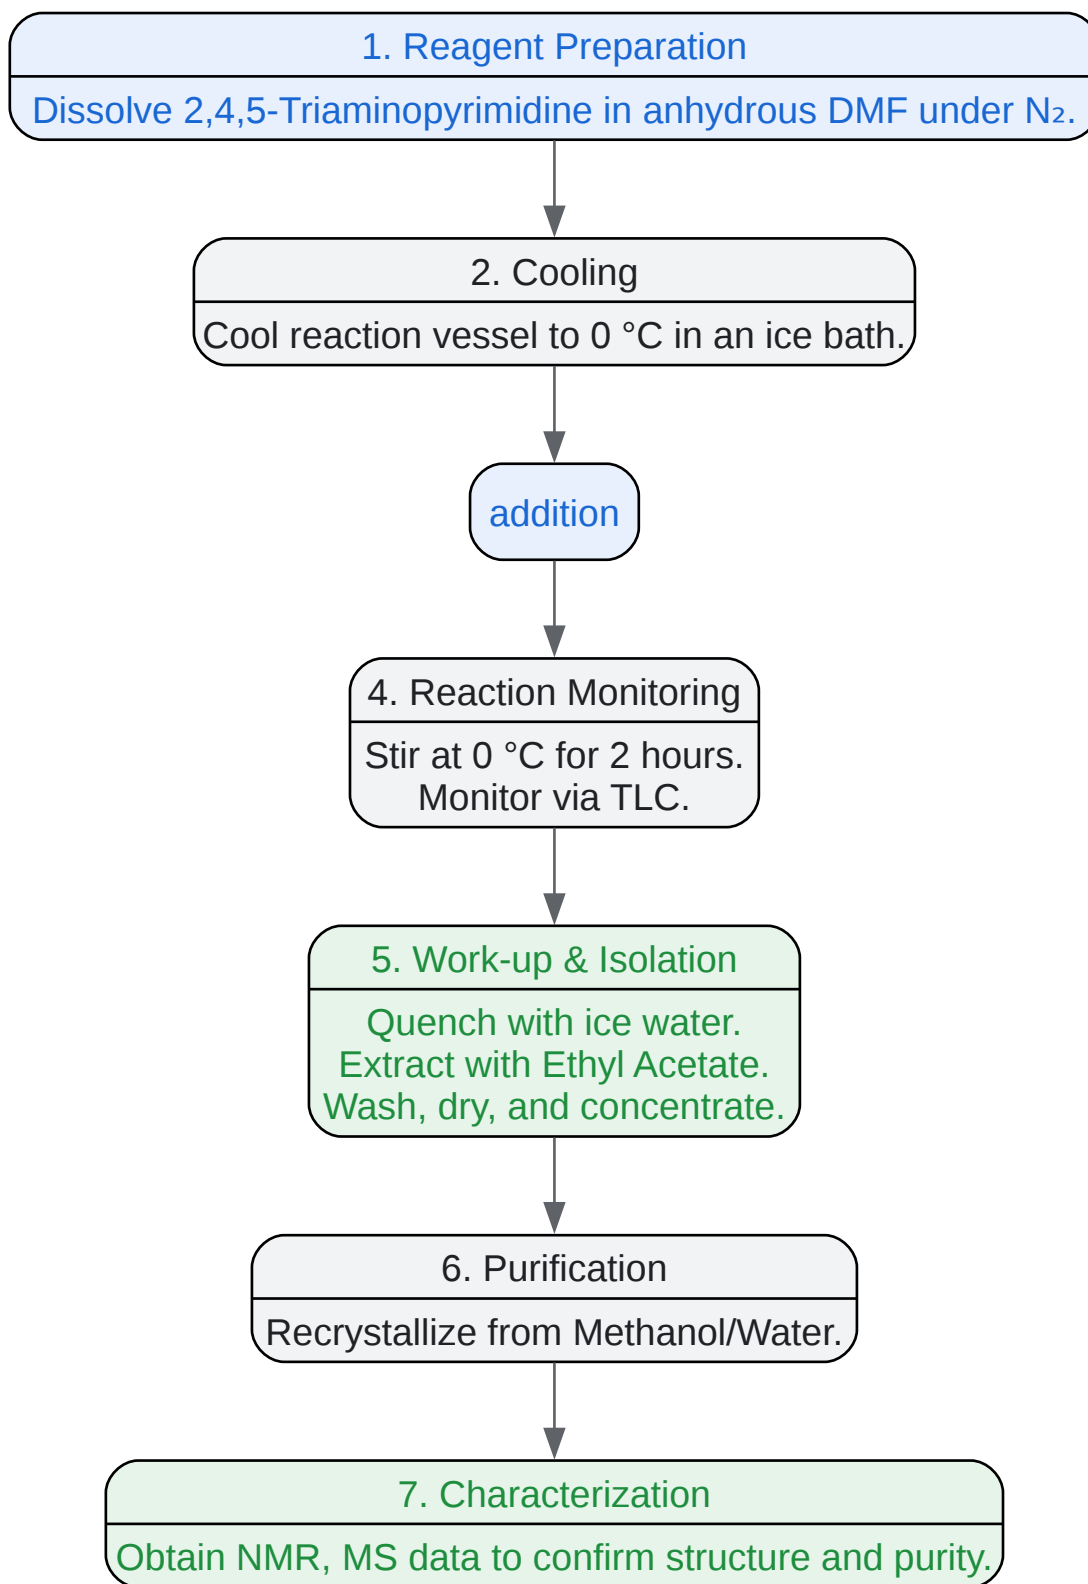 1. Reagent Preparation
Dissolve 2,4,5-Triaminopyrimidine in anhydrous DMF under N₂.
2. Cooling
Cool reaction vessel to 0 °C in an ice bath.
addition
4. Reaction Monitoring
Stir at 0 °C for 2 hours.
Monitor via TLC.
5. Work-up & Isolation
Quench with ice water.
Extract with Ethyl Acetate.
Wash, dry, and concentrate.
6. Purification
Recrystallize from Methanol/Water.
7. Characterization
Obtain NMR, MS data to confirm structure and purity.